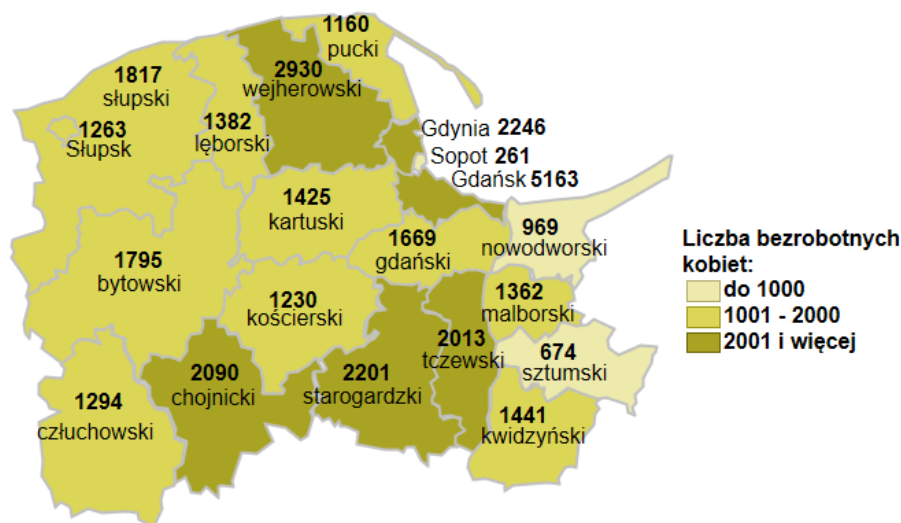 1160
pucki
2930
wejherowski
1817
słupski
1263
Słupsk
1382
lęborski
Gdynia 2246
Sopot 261
Gdańsk 5163
1425
kartuski
1669
gdański
969
nowodworski
1795
bytowski
1230
kościerski
1362
malborski
2013
tczewski
674
sztumski
2090
chojnicki
2201
starogardzki
1294
człuchowski
1441
kwidzyński
Liczba bezrobotnych
kobiet:
do 1000
1001 - 2000
2001 i więcej